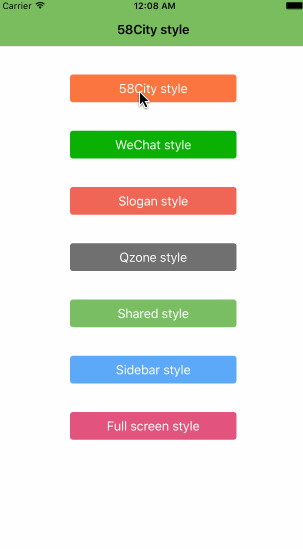 Carrier 12:08 AM
58City style
58City style
WeChat style
Slogan style
Qzone style
Shared style
Sidebar style
Full screen style